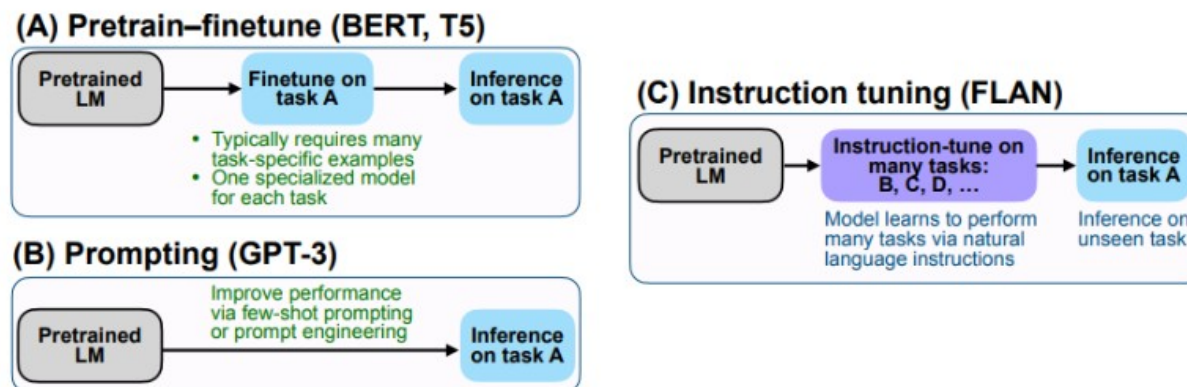 (A) Pretrain–finetune (BERT, T5)
Pretrained
LM
Finetune on
task A
Inference
on task A
• Typically requires many
task-specific examples
• One specialized model
for each task
(B) Prompting (GPT-3)
Pretrained
LM
Improve performance
via few-shot prompting
or prompt engineering
Inference
on task A
(C) Instruction tuning (FLAN)
Pretrained
LM
Instruction-tune on
many tasks:
B, C, D, …
Inference
on task A
Model learns to perform
many tasks via natural
language instructions
Inference on
unseen task